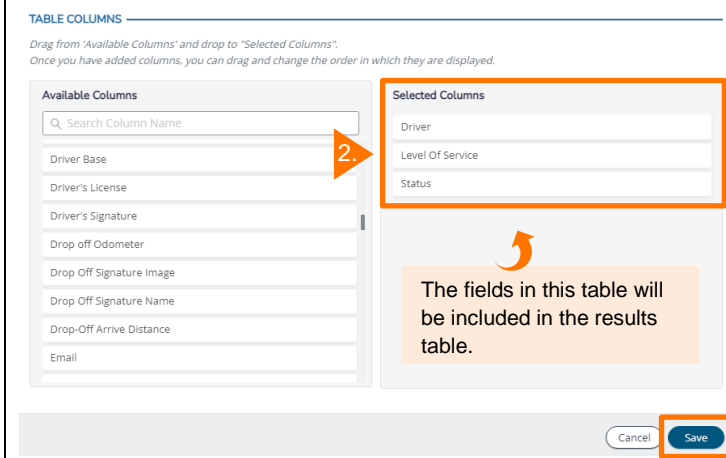 TABLE COLUMNS
Drag from 'Available Columns' and drop to "Selected Columns".
Once you have added columns, you can drag and change the order in which they are displayed.
Available Columns
Search Column Name
Driver Base
Driver's License
Driver's Signature
Drop off Odometer
Drop Off Signature Image
Drop Off Signature Name
Drop-Off Arrive Distance
Email
2.
Selected Columns
Driver
Level Of Service
Status
The fields in this table will
be included in the results
table.
Cancel
Save